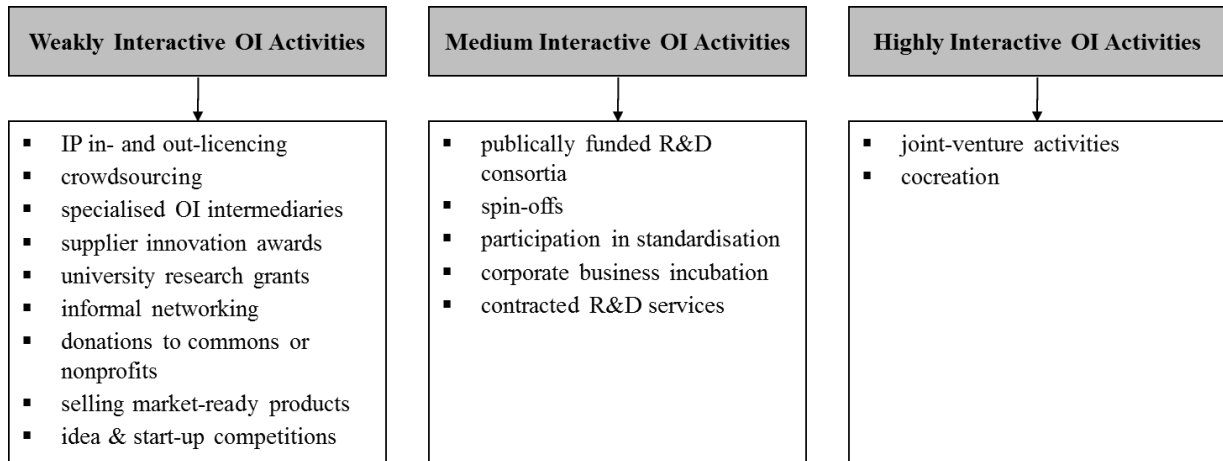 Weakly Interactive OI Activities
▪ IP in- and out-licencing
▪ crowdsourcing
▪ specialised OI intermediaries
▪ supplier innovation awards
▪ university research grants
▪ informal networking
▪ donations to commons or
nonprofits
▪ selling market-ready products
▪ idea & start-up competitions
Medium Interactive OI Activities
▪ publically funded R&D
consortia
▪ spin-offs
▪ participation in standardisation
▪ corporate business incubation
▪ contracted R&D services
Highly Interactive OI Activities
▪ joint-venture activities
▪ cocreation